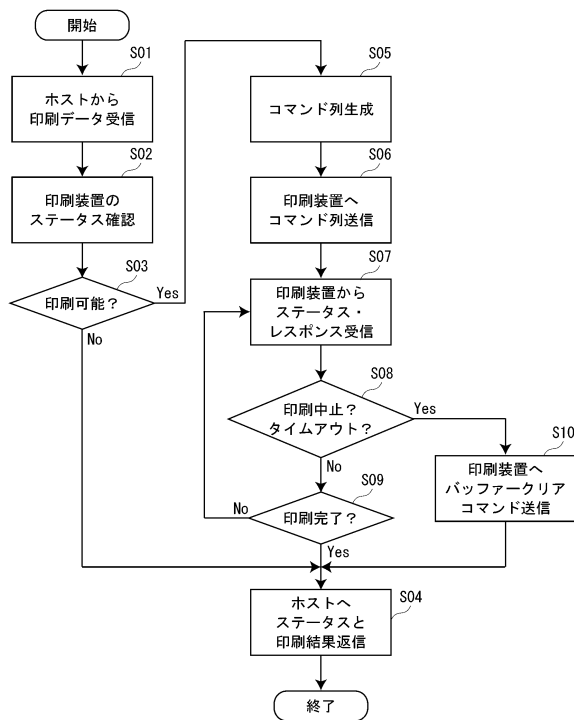 開始
S01
ホストから
印刷データ受信
S02
印刷装置の
ステータス確認
S03
印刷可能？
Yes
No
S05
コマンド列生成
S06
印刷装置へ
コマンド列送信
S07
印刷装置から
ステータス・
レスポンス受信
S08
印刷中止？
タイムアウト？
Yes
No
S09
印刷完了？
No
Yes
S10
印刷装置へ
バッファークリア
コマンド送信
S04
ホストへ
ステータスと
印刷結果返信
終了